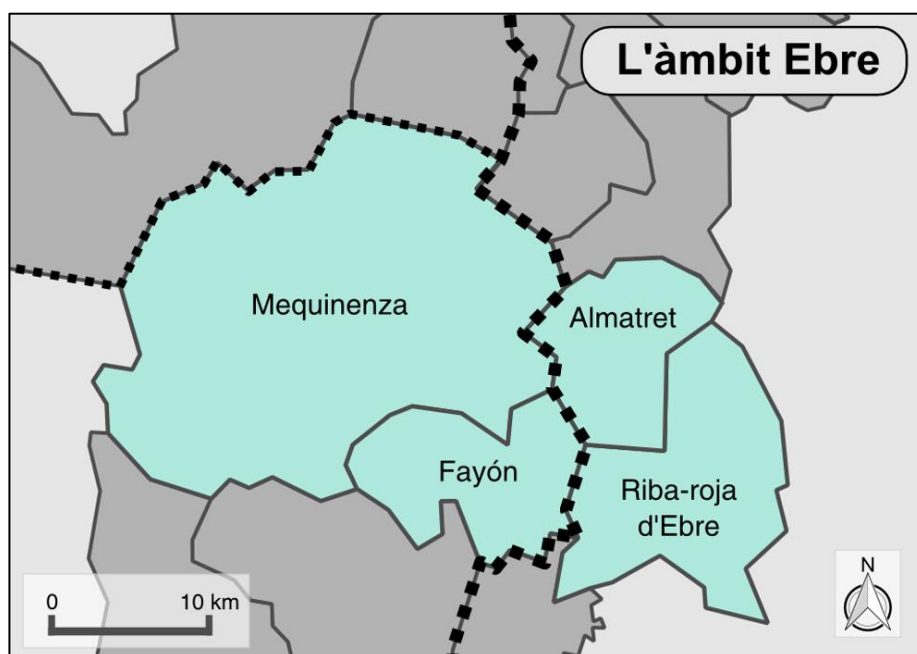 L'àmbit Ebre
Mequinenza
Almatret
Fayón
Riba-roja
d'Ebre
0 10 km
N